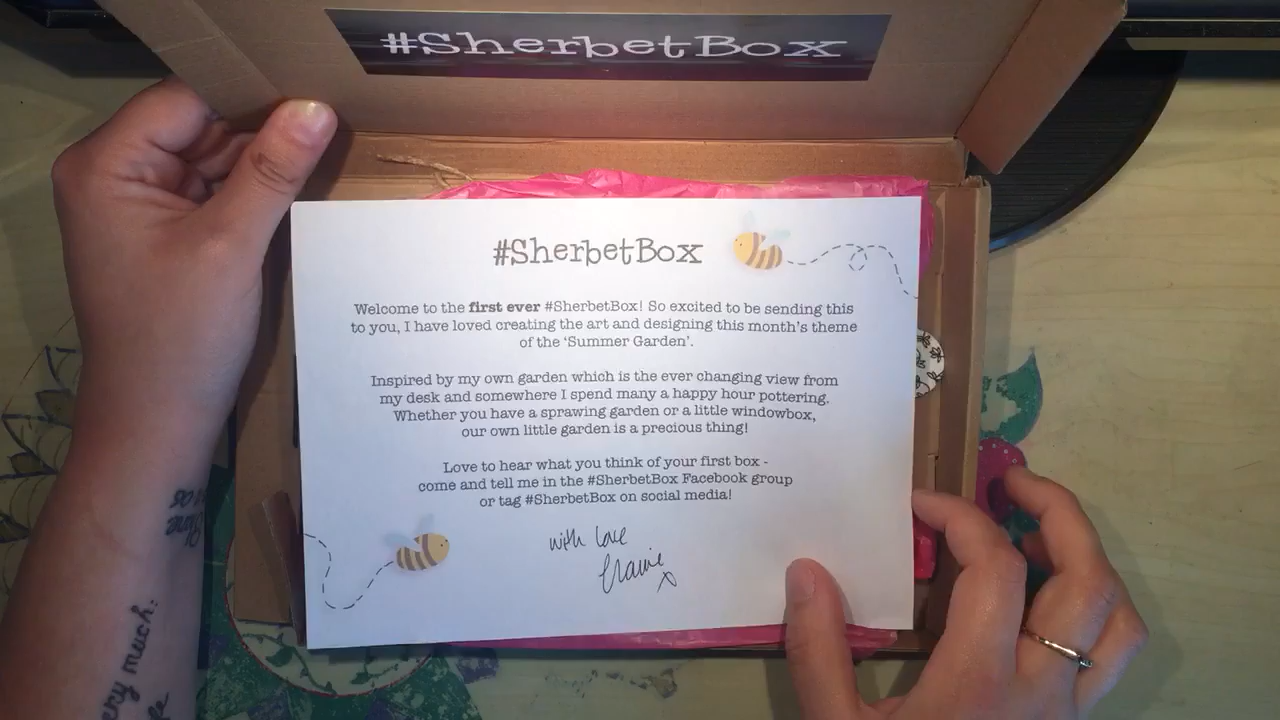 #SherbetBox
#SherbetBox
Welcome to the first ever #SherbetBox! So excited to be sending this
to you, I have loved creating the art and designing this month's theme
of the 'Summer Garden'.
Inspired by my own garden which is the ever changing view from
my desk and somewhere I spend many a happy hour pottering.
Whether you have a sprawing garden or a little windowbox,
our own little garden is a precious thing!
Love to hear what you think of your first box -
come and tell me in the #SherbetBox Facebook group
or tag #SherbetBox on social media!
with love
x
much: